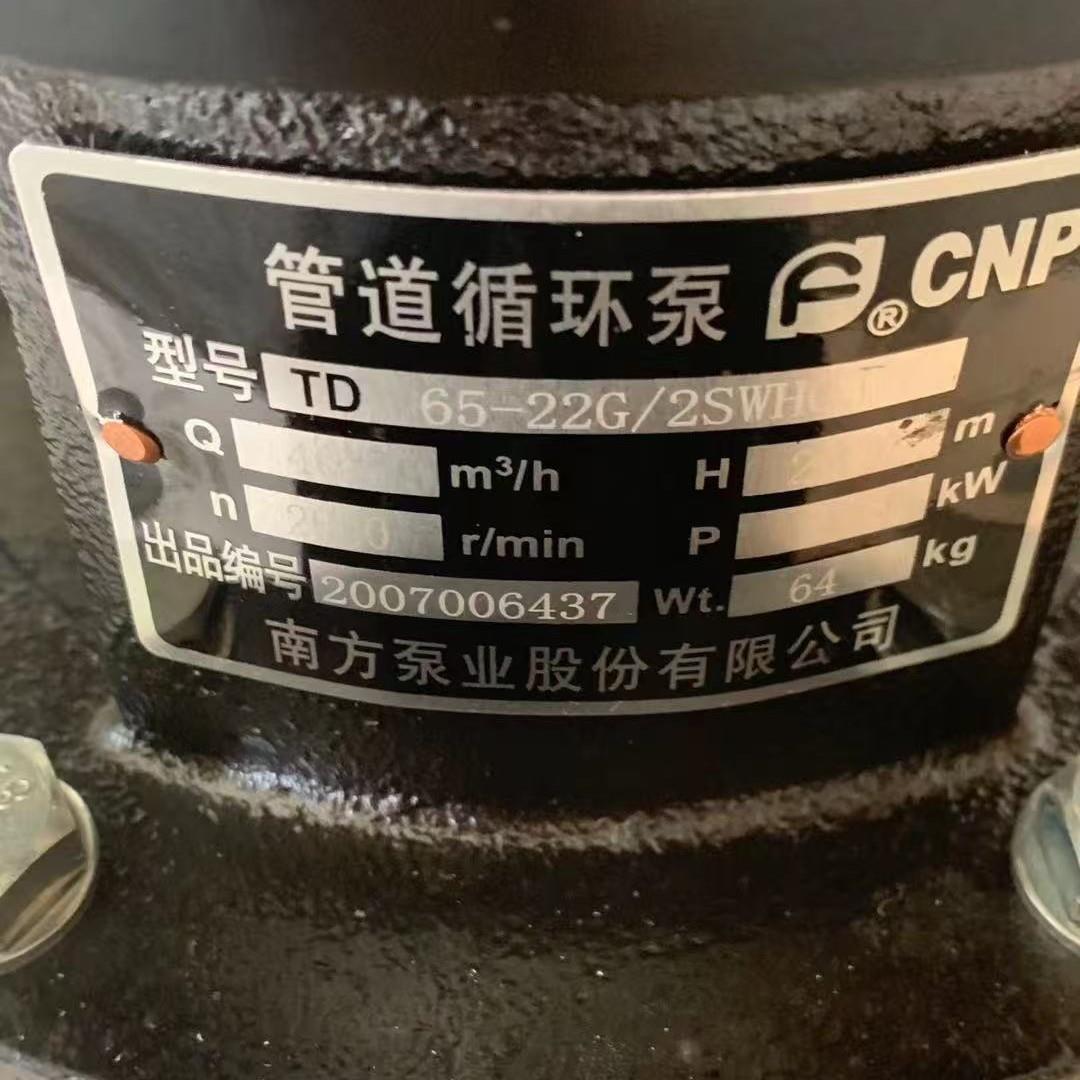 管道循环泵 ® CNP
型号 TD 65-22G/2SWH
Q m³/h H m
n r/min P kW
出品编号 2007006437 Wt. 64 kg
南方泵业股份有限公司